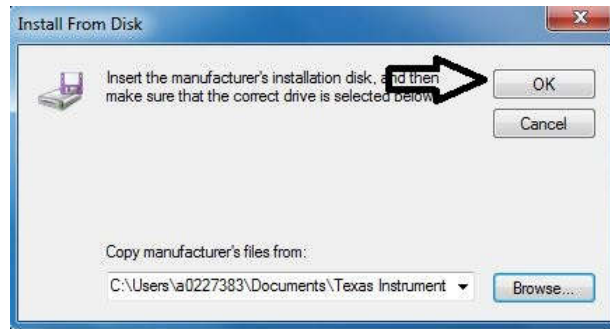 Install From Disk
Insert the manufacturer's installation disk, and then
make sure that the correct drive is selected below.
OK
Cancel
Copy manufacturer's files from:
C:\Users\a0227383\Documents\Texas Instrument
Browse...